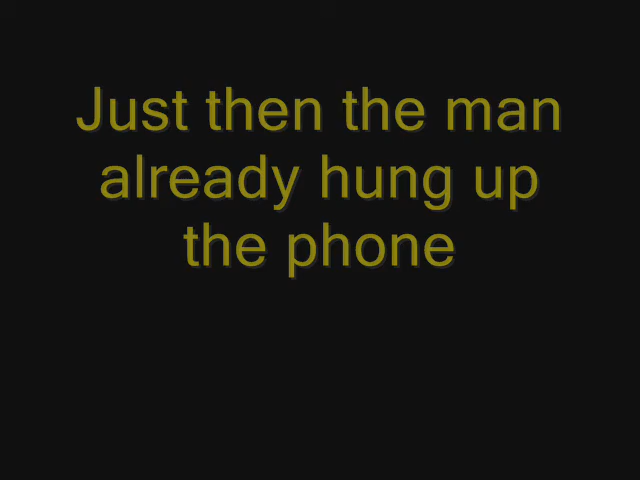 Just then the man
already hung up
the phone